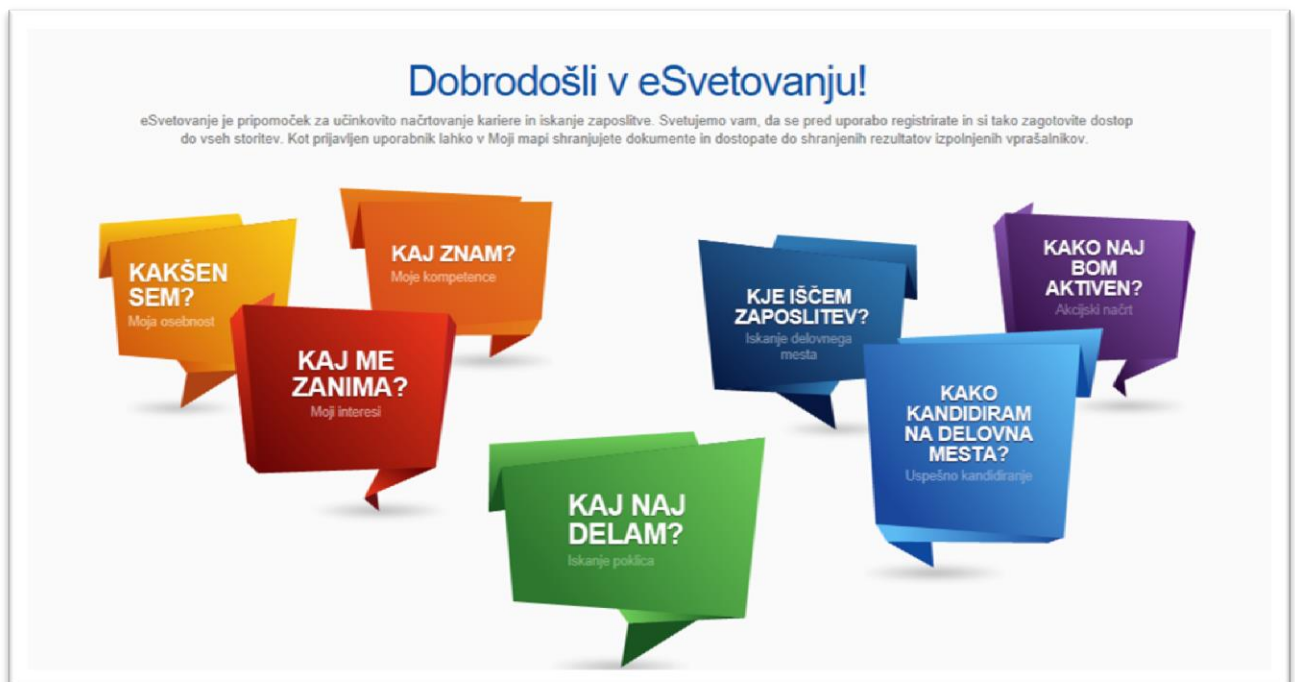 Dobrodošli v eSvetovanju!
eSvetovanje je pripomoček za učinkovito načrtovanje kariere in iskanje zaposlitve. Svetujemo vam, da se pred uporabo registrirate in si tako zagotovite dostop
do vseh storitev. Kot prijavljen uporabnik lahko v Moji mapi shranjujete dokumente in dostopate do shranjenih rezultatov izpolnjenih vprašalnikov.
KAKŠEN
SEM?
Moja osebnost
KAJ ZNAM?
Moje kompetence
KAJ ME
ZANIMA?
Moji interesi
KAJ NAJ
DELAM?
Iskanje poklica
KJE IŠČEM
ZAPOSLITEV?
Iskanje delovnega
mesta
KAKO
KANDIDIRAM
NA DELOVNA
MESTA?
Uspešno kandidiranje
KAKO NAJ
BOM
AKTIVEN?
Akcijski načrt